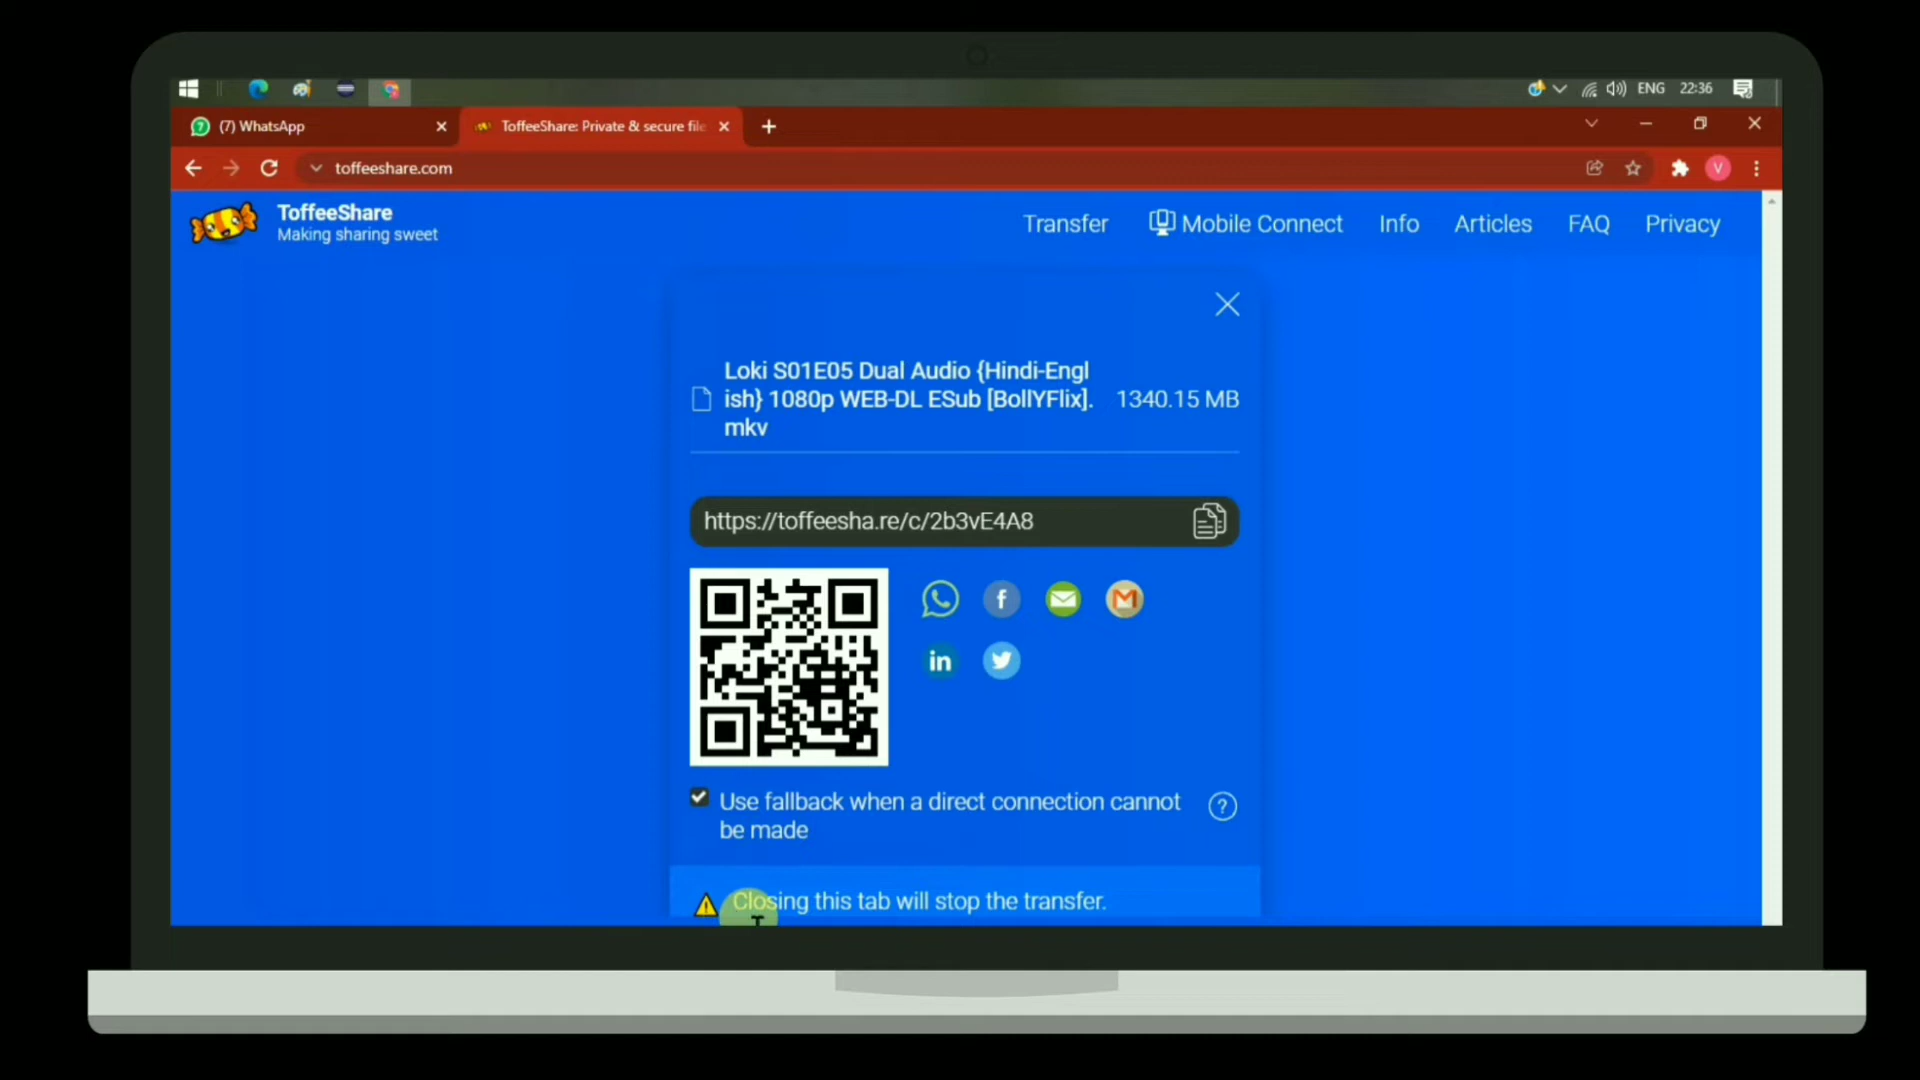 ENG 22:36
(7) WhatsApp
ToffeeShare: Private & secure file
toffeeshare.com
V
ToffeeShare
Making sharing sweet
Transfer Mobile Connect Info Articles FAQ Privacy
Loki S01E05 Dual Audio {Hindi-Engl
ish} 1080p WEB-DL ESub [BollYFlix].
mkv
1340.15 MB
https://toffeesha.re/c/2b3vE4A8
Use fallback when a direct connection cannot
be made
Closing this tab will stop the transfer.